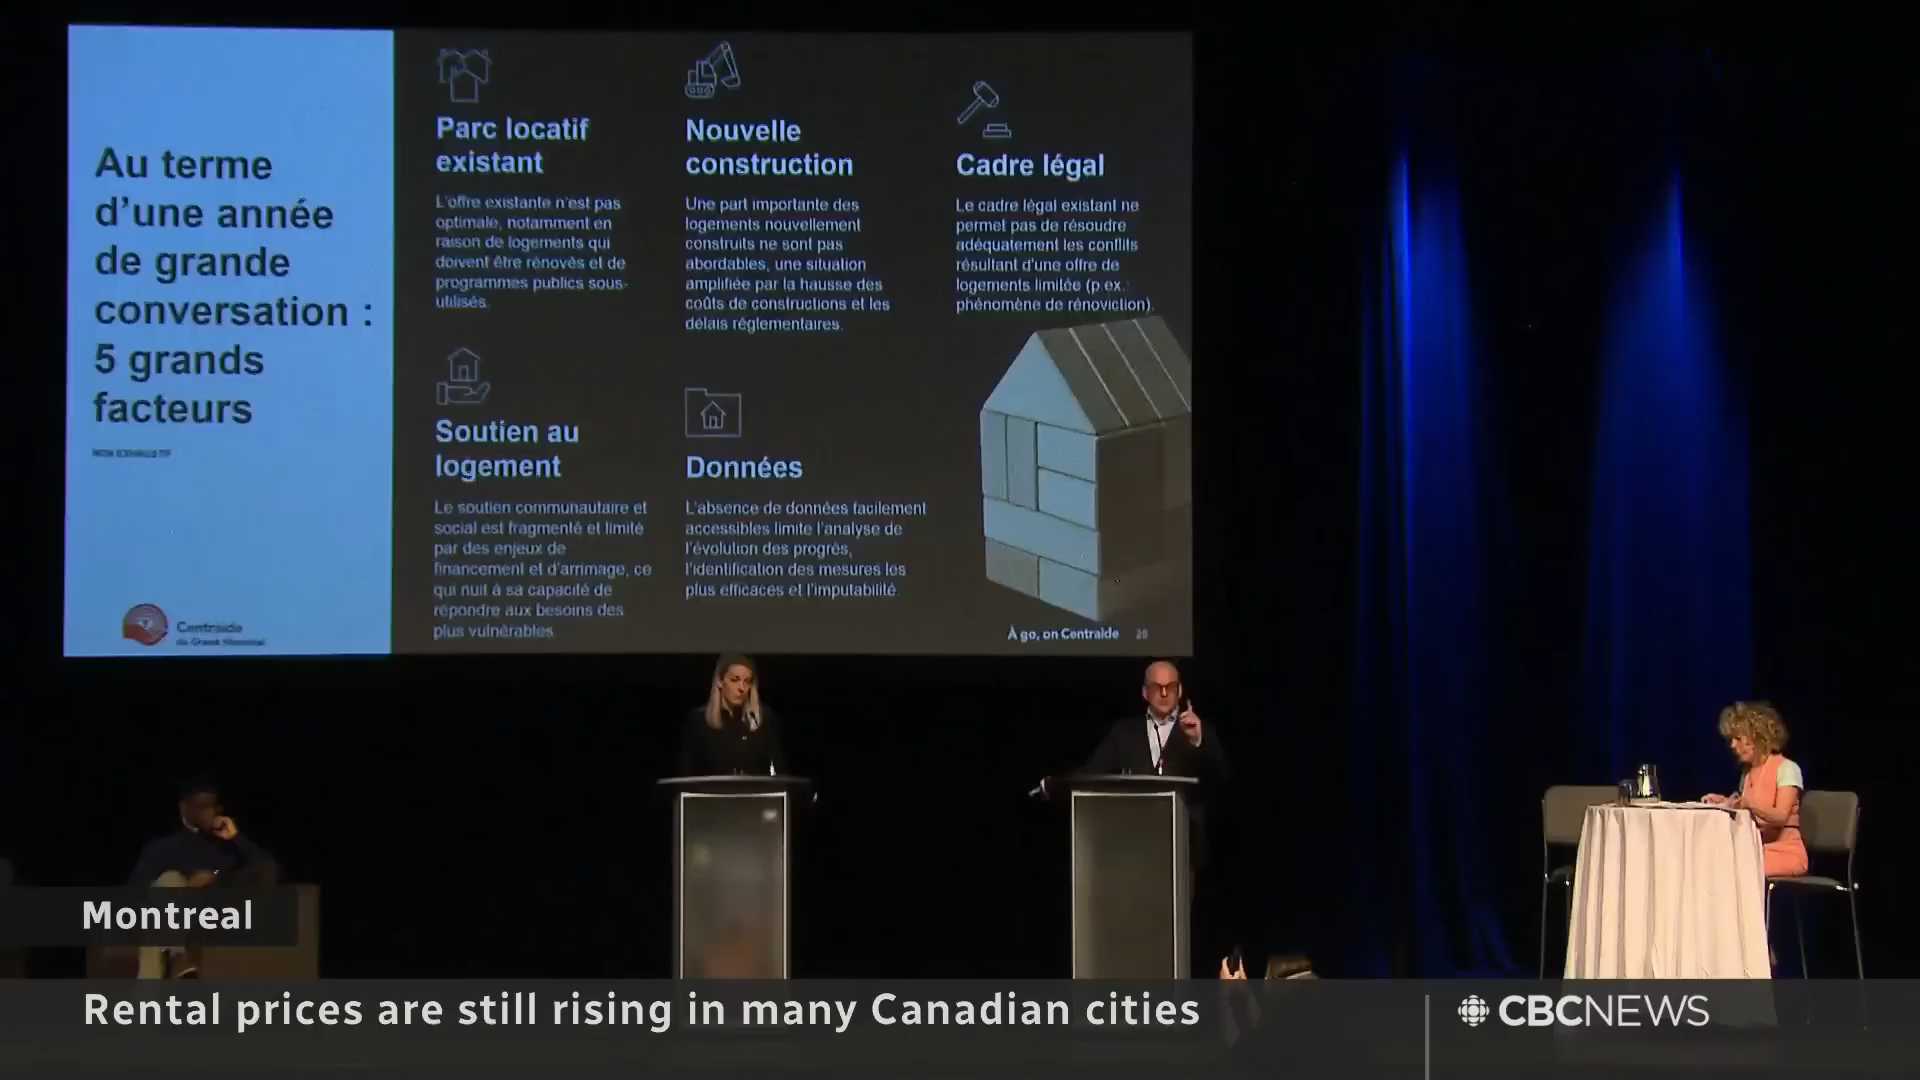 Au terme
d'une année
de grande
conversation :
5 grands
facteurs
NON EXHAUSTIF
Centraide
du Grand Montréal
Parc locatif
existant
L'offre existante n'est pas
optimale, notamment en
raison de logements qui
doivent être rénovés et de
programmes publics sous-
utilisés.
Nouvelle
construction
Une part importante des
logements nouvellement
construits ne sont pas
abordables, une situation
amplifiée par la hausse des
coûts de constructions et les
délais réglementaires.
Cadre légal
Le cadre légal existant ne
permet pas de résoudre
adéquatement les conflits
résultant d'une offre de
logements limitée (p.ex.:
phénomène de rénoviction).
Soutien au
logement
Le soutien communautaire et
social est fragmenté et limité
par des enjeux de
financement et d'arrimage, ce
qui nuit à sa capacité de
répondre aux besoins des
plus vulnérables.
Données
L'absence de données facilement
accessibles limite l'analyse de
l'évolution des progrès,
l'identification des mesures les
plus efficaces et l'imputabilité
À go, on Centraide 26
Montreal
Rental prices are still rising in many Canadian cities
CBCNEWS